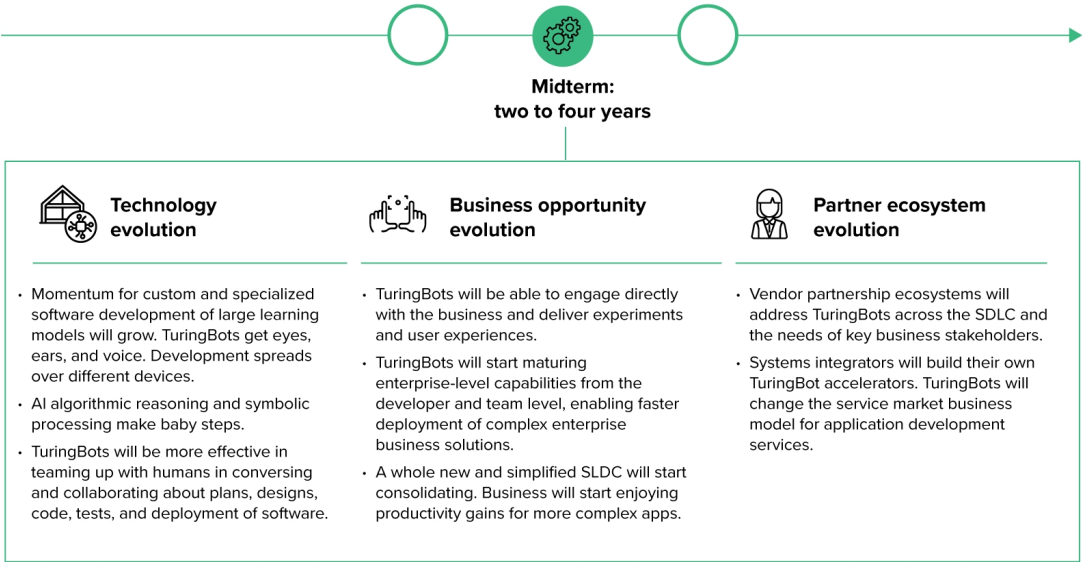 Midterm:
two to four years
Technology
evolution
• Momentum for custom and specialized
software development of large learning
models will grow. TuringBots get eyes,
ears, and voice. Development spreads
over different devices.
• AI algorithmic reasoning and symbolic
processing make baby steps.
• TuringBots will be more effective in
teaming up with humans in conversing
and collaborating about plans, designs,
code, tests, and deployment of software.
Business opportunity
evolution
• TuringBots will be able to engage directly
with the business and deliver experiments
and user experiences.
• TuringBots will start maturing
enterprise-level capabilities from the
developer and team level, enabling faster
deployment of complex enterprise
business solutions.
• A whole new and simplified SLDC will start
consolidating. Business will start enjoying
productivity gains for more complex apps.
Partner ecosystem
evolution
• Vendor partnership ecosystems will
address TuringBots across the SDLC and
the needs of key business stakeholders.
• Systems integrators will build their own
TuringBot accelerators. TuringBots will
change the service market business
model for application development
services.